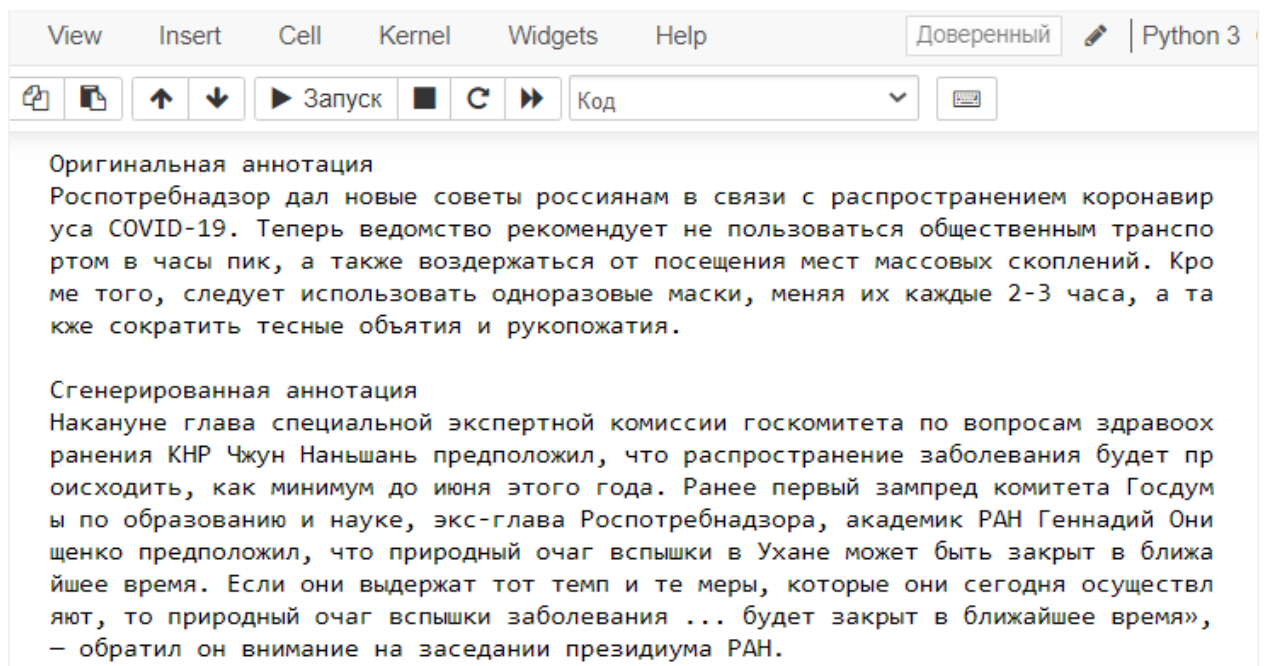 View Insert Cell Kernel Widgets Help Доверенный Python 3
Запуск Код
Оригинальная аннотация
Роспотребнадзор дал новые советы россиянам в связи с распространением коронавир
уса COVID-19. Теперь ведомство рекомендует не пользоваться общественным транспо
ртом в часы пик, а также воздержаться от посещения мест массовых скоплений. Кро
ме того, следует использовать одноразовые маски, меняя их каждые 2-3 часа, а та
кже сократить тесные объятия и рукопожатия.
Сгенерированная аннотация
Накануне глава специальной экспертной комиссии госкомитета по вопросам здравоох
ранения КНР Чжун Наньшань предположил, что распространение заболевания будет пр
оисходить, как минимум до июня этого года. Ранее первый зампред комитета Госдум
ы по образованию и науке, экс-глава Роспотребнадзора, академик РАН Геннадий Они
щенко предположил, что природный очаг вспышки в Ухане может быть закрыт в ближа
йшее время. Если они выдержат тот темп и те меры, которые они сегодня осуществл
яют, то природный очаг вспышки заболевания ... будет закрыт в ближайшее время»,
– обратил он внимание на заседании президиума РАН.